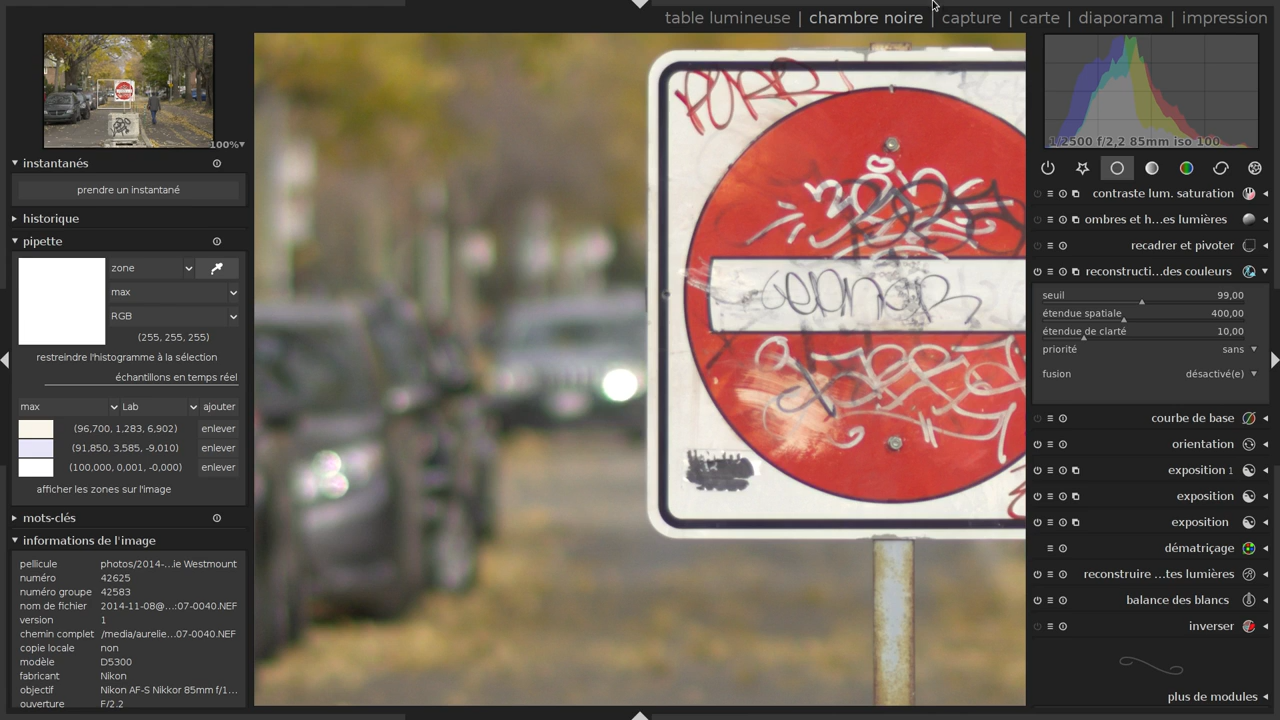 table lumineuse | chambre noire | capture | carte | diaporama | impression
100%
instantanés
prendre un instantané
historique
pipette
zone
max
RGB
(255, 255, 255)
restreindre l'histogramme à la sélection
échantillons en temps réel
max Lab ajouter
(96,700, 1,283, 6,902) enlever
(91,850, 3,585, -9,010) enlever
(100,000, 0,001, -0,000) enlever
afficher les zones sur l'image
mots-clés
informations de l'image
pellicule photos/2014-...ie Westmount
numéro 42625
numéro groupe 42583
nom de fichier 2014-11-08@...:07-0040.NEF
version 1
chemin complet /media/aurelie...07-0040.NEF
copie locale non
modèle D5300
fabricant Nikon
objectif Nikon AF-S Nikkor 85mm f/1...
ouverture F/2.2
1/2500 f/2,2 85mm iso 100
contraste lum. saturation
ombres et h...es lumières
recadrer et pivoter
reconstructi...des couleurs
seuil 99,00
étendue spatiale 400,00
étendue de clarté 10,00
priorité sans
fusion désactivé(e)
courbe de base
orientation
exposition 1
exposition
exposition
dématriçage
reconstruire ...tes lumières
balance des blancs
inverser
plus de modules